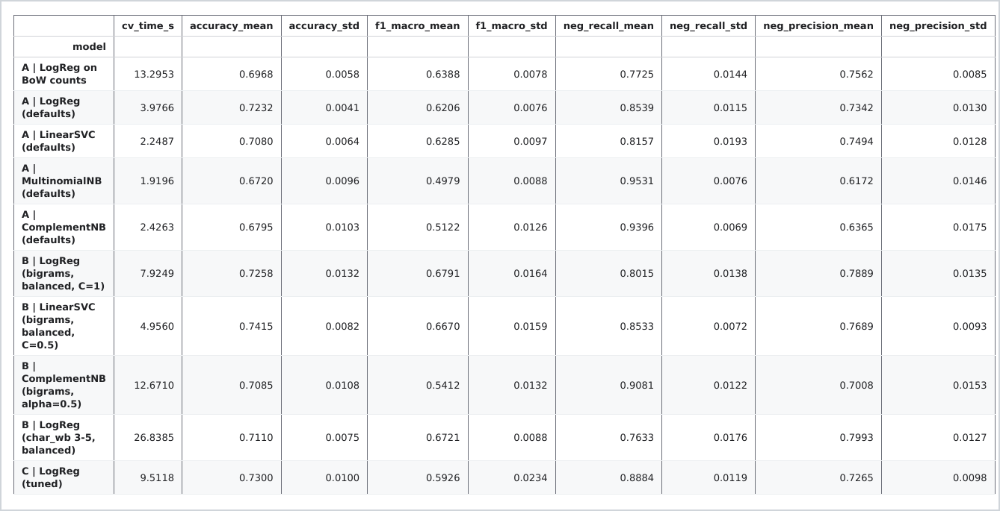 cv_time_s accuracy_mean accuracy_std f1_macro_mean f1_macro_std neg_recall_mean neg_recall_std neg_precision_mean neg_precision_std
model
A | LogReg on
BoW counts 13.2953 0.6968 0.0058 0.6388 0.0078 0.7725 0.0144 0.7562 0.0085
A | LogReg
(defaults) 3.9766 0.7232 0.0041 0.6206 0.0076 0.8539 0.0115 0.7342 0.0130
A | LinearSVC
(defaults) 2.2487 0.7080 0.0064 0.6285 0.0097 0.8157 0.0193 0.7494 0.0128
A |
MultinomialNB 1.9196 0.6720 0.0096 0.4979 0.0088 0.9531 0.0076 0.6172 0.0146
(defaults)
A |
ComplementNB 2.4263 0.6795 0.0103 0.5122 0.0126 0.9396 0.0069 0.6365 0.0175
(defaults)
B | LogReg
(bigrams, 7.9249 0.7258 0.0132 0.6791 0.0164 0.8015 0.0138 0.7889 0.0135
balanced, C=1)
B | LinearSVC
(bigrams, 4.9560 0.7415 0.0082 0.6670 0.0159 0.8533 0.0072 0.7689 0.0093
balanced,
C=0.5)
B |
ComplementNB 12.6710 0.7085 0.0108 0.5412 0.0132 0.9081 0.0122 0.7008 0.0153
(bigrams,
alpha=0.5)
B | LogReg
(char_wb 3-5, 26.8385 0.7110 0.0075 0.6721 0.0088 0.7633 0.0176 0.7993 0.0127
balanced)
C | LogReg
(tuned) 9.5118 0.7300 0.0100 0.5926 0.0234 0.8884 0.0119 0.7265 0.0098